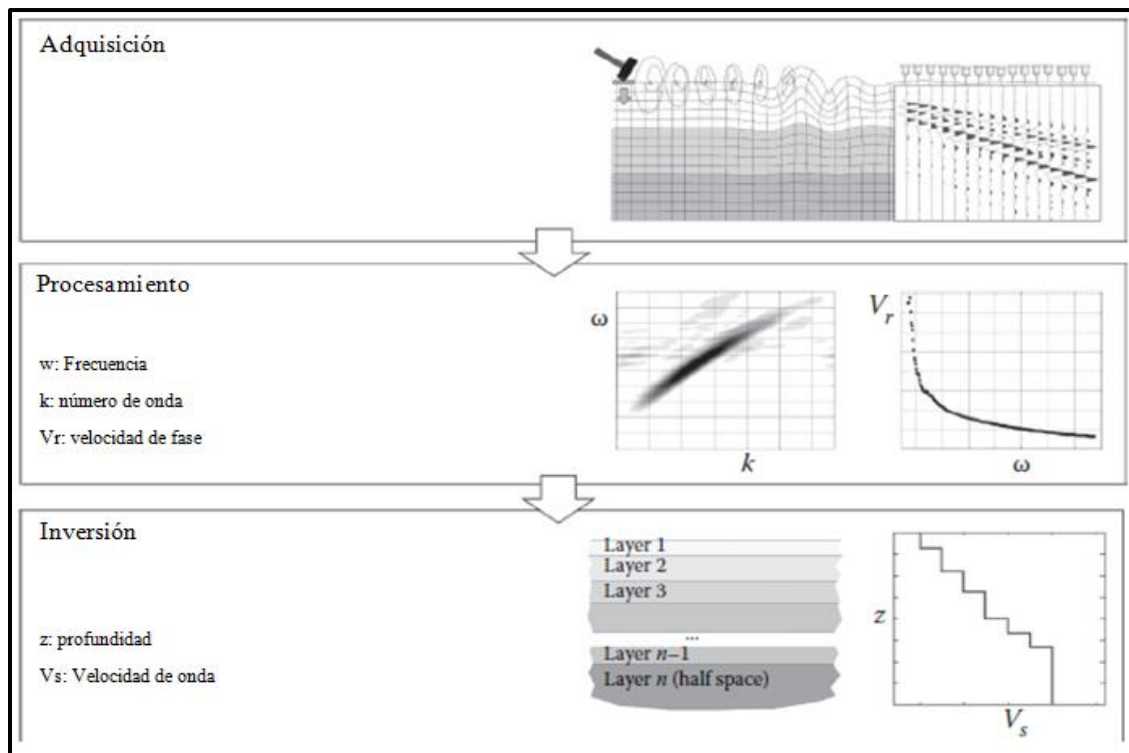 Adquisición
Procesamiento
w: Frecuencia
k: número de onda
Vr: velocidad de fase
ω
k
Vr
ω
Inversión
z: profundidad
Vs: Velocidad de onda
Layer 1
Layer 2
Layer 3
...
Layer n–1
Layer n (half space)
z
Vs